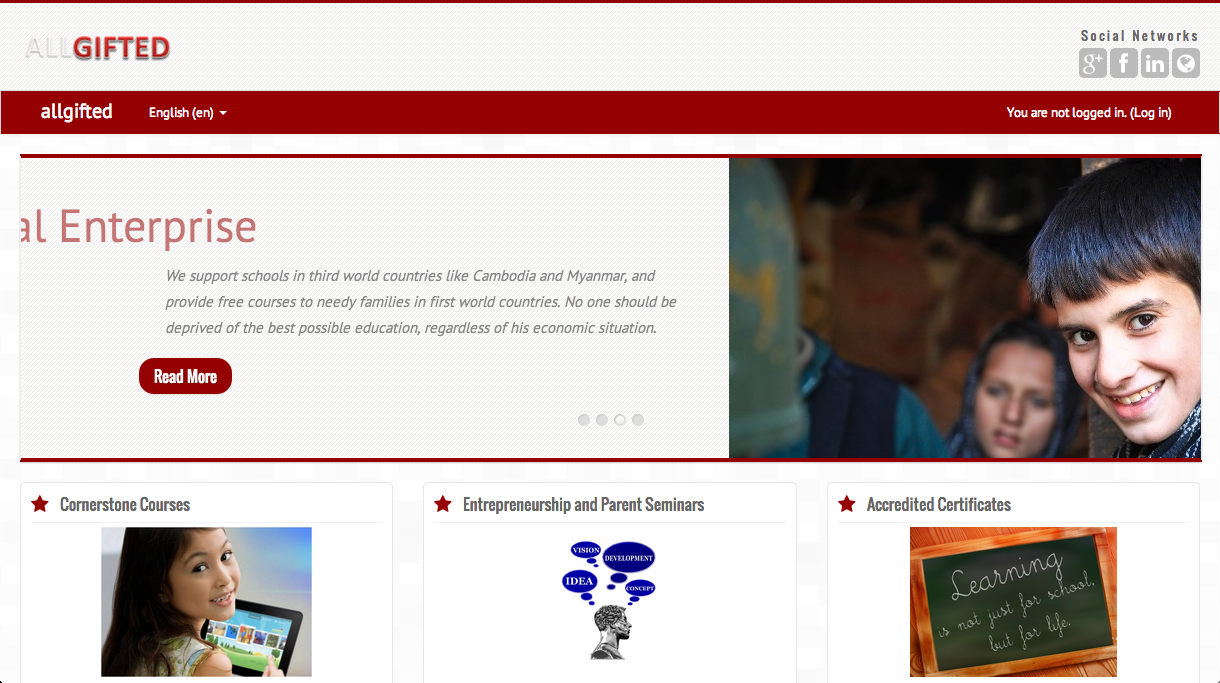 ALLGIFTED
Social Networks
allgifted
English (en)
You are not logged in. (Log in)
al Enterprise
We support schools in third world countries like Cambodia and Myanmar, and
provide free courses to needy families in first world countries. No one should be
deprived of the best possible education, regardless of his economic situation.
Read More
Cornerstone Courses
Entrepreneurship and Parent Seminars
Accredited Certificates
VISION
DEVELOPMENT
IDEA
CONCEPT
Learning
is not just for school,
but for life.